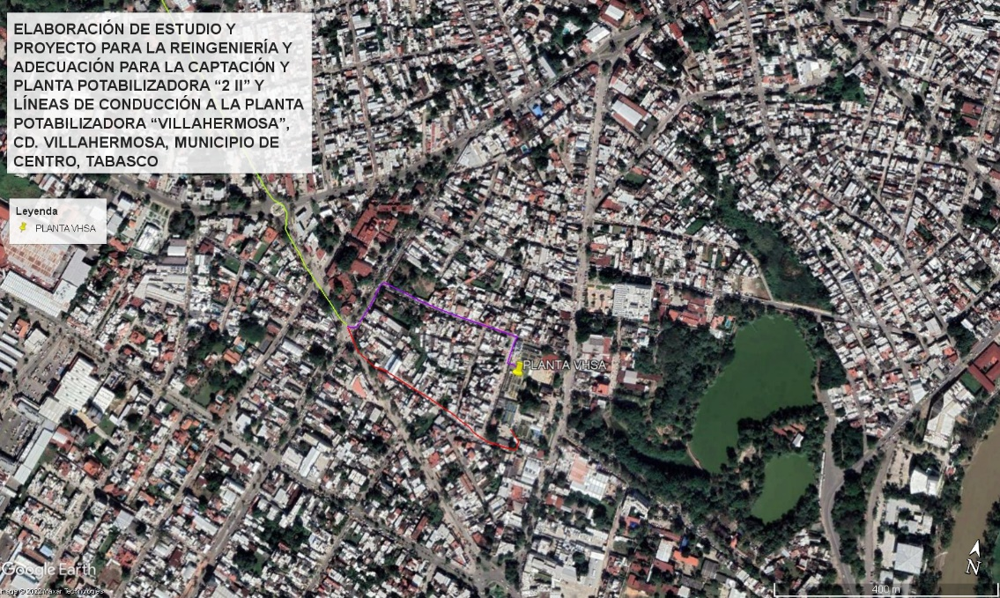 ELABORACIÓN DE ESTUDIO Y
PROYECTO PARA LA REINGENIERÍA Y
ADECUACIÓN PARA LA CAPTACIÓN Y
PLANTA POTABILIZADORA “2 II” Y
LÍNEAS DE CONDUCCIÓN A LA PLANTA
POTABILIZADORA “VILLAHERMOSA”,
CD. VILLAHERMOSA, MUNICIPIO DE
CENTRO, TABASCO
Leyenda
PLANTA VHSA
PLANTA VHSA
Google Earth
Image © 2022 Maxar Technologies
N
400 m